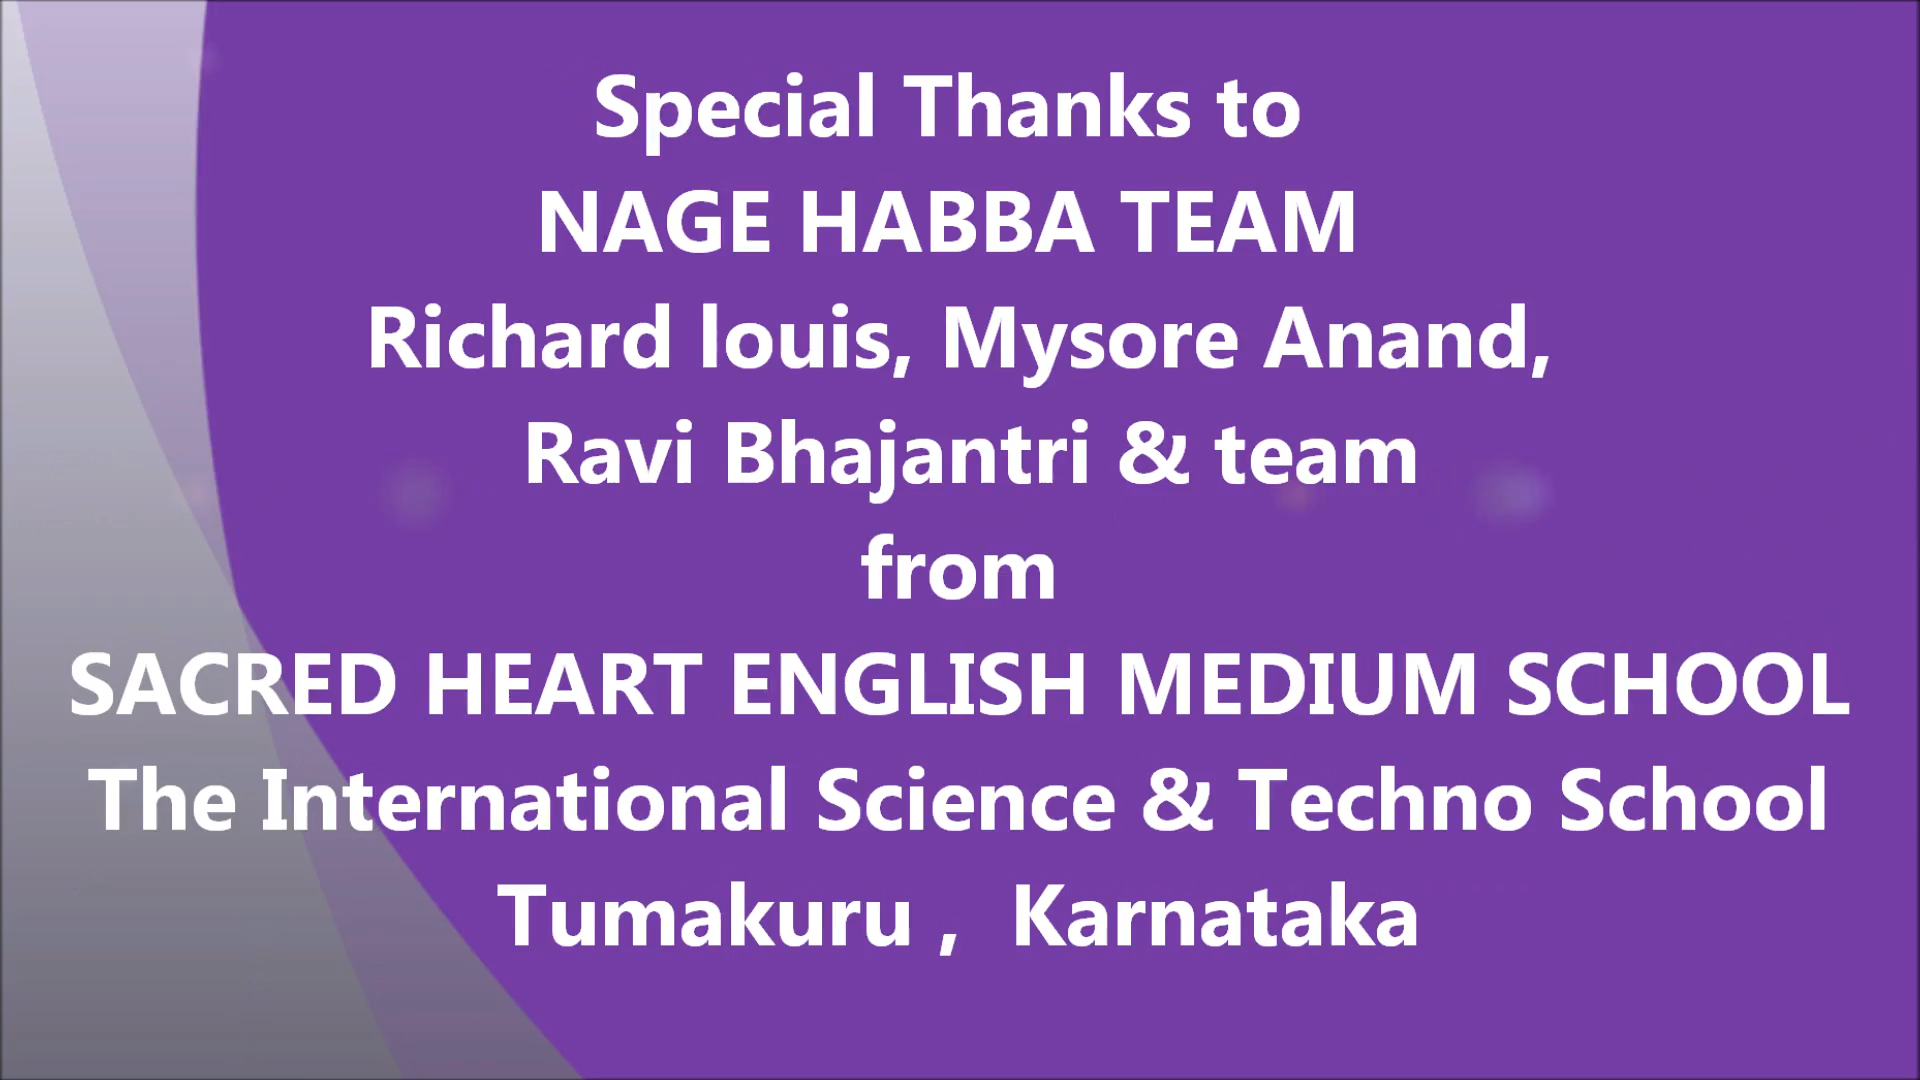 Special Thanks to
NAGE HABBA TEAM
Richard louis, Mysore Anand,
Ravi Bhajantri & team
from
SACRED HEART ENGLISH MEDIUM SCHOOL
The International Science & Techno School
Tumakuru , Karnataka